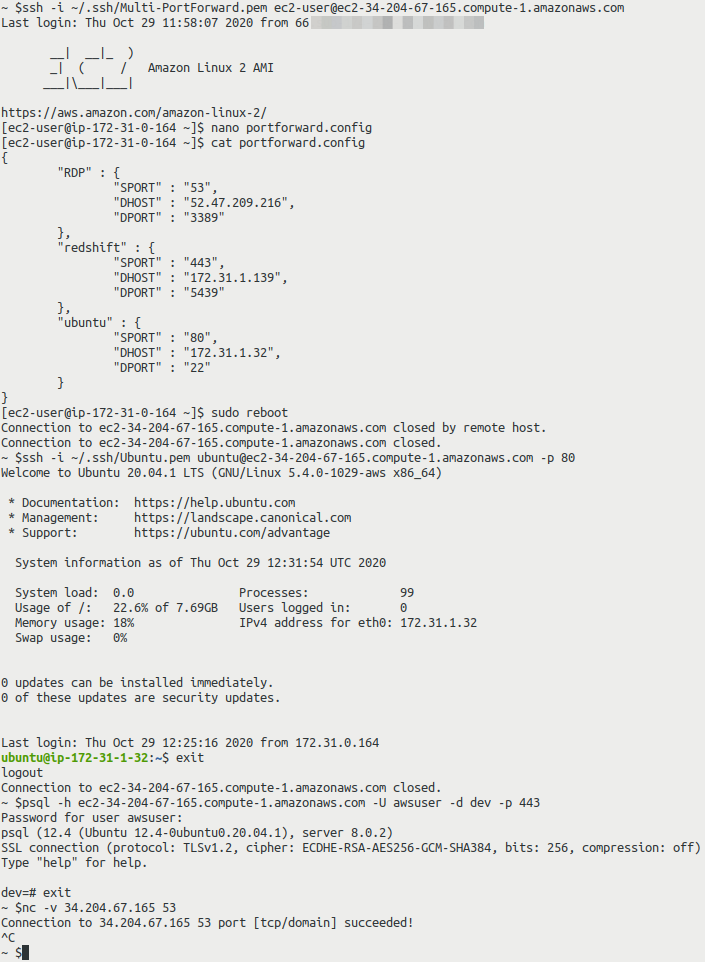 ~ $ssh -i ~/.ssh/Multi-PortForward.pem ec2-user@ec2-34-204-67-165.compute-1.amazonaws.com
Last login: Thu Oct 29 11:58:07 2020 from 66

       __|  __|_  )
       _|  (     /   Amazon Linux 2 AMI
      ___|\___|___|

https://aws.amazon.com/amazon-linux-2/
[ec2-user@ip-172-31-0-164 ~]$ nano portforward.config
[ec2-user@ip-172-31-0-164 ~]$ cat portforward.config
{
        "RDP" : {
                "SPORT" : "53",
                "DHOST" : "52.47.209.216",
                "DPORT" : "3389"
        },
        "redshift" : {
                "SPORT" : "443",
                "DHOST" : "172.31.1.139",
                "DPORT" : "5439"
        },
        "ubuntu" : {
                "SPORT" : "80",
                "DHOST" : "172.31.1.32",
                "DPORT" : "22"
        }
}
[ec2-user@ip-172-31-0-164 ~]$ sudo reboot
Connection to ec2-34-204-67-165.compute-1.amazonaws.com closed by remote host.
Connection to ec2-34-204-67-165.compute-1.amazonaws.com closed.
~ $ssh -i ~/.ssh/Ubuntu.pem ubuntu@ec2-34-204-67-165.compute-1.amazonaws.com -p 80
Welcome to Ubuntu 20.04.1 LTS (GNU/Linux 5.4.0-1029-aws x86_64)

 * Documentation:  https://help.ubuntu.com
 * Management:     https://landscape.canonical.com
 * Support:        https://ubuntu.com/advantage

  System information as of Thu Oct 29 12:31:54 UTC 2020

  System load:  0.0               Processes:             99
  Usage of /:   22.6% of 7.69GB   Users logged in:       0
  Memory usage: 18%               IPv4 address for eth0: 172.31.1.32
  Swap usage:   0%


0 updates can be installed immediately.
0 of these updates are security updates.


Last login: Thu Oct 29 12:25:16 2020 from 172.31.0.164
ubuntu@ip-172-31-1-32:~$ exit
logout
Connection to ec2-34-204-67-165.compute-1.amazonaws.com closed.
~ $psql -h ec2-34-204-67-165.compute-1.amazonaws.com -U awsuser -d dev -p 443
Password for user awsuser:
psql (12.4 (Ubuntu 12.4-0ubuntu0.20.04.1), server 8.0.2)
SSL connection (protocol: TLSv1.2, cipher: ECDHE-RSA-AES256-GCM-SHA384, bits: 256, compression: off)
Type "help" for help.

dev=# exit
~ $nc -v 34.204.67.165 53
Connection to 34.204.67.165 53 port [tcp/domain] succeeded!
^C
~ $